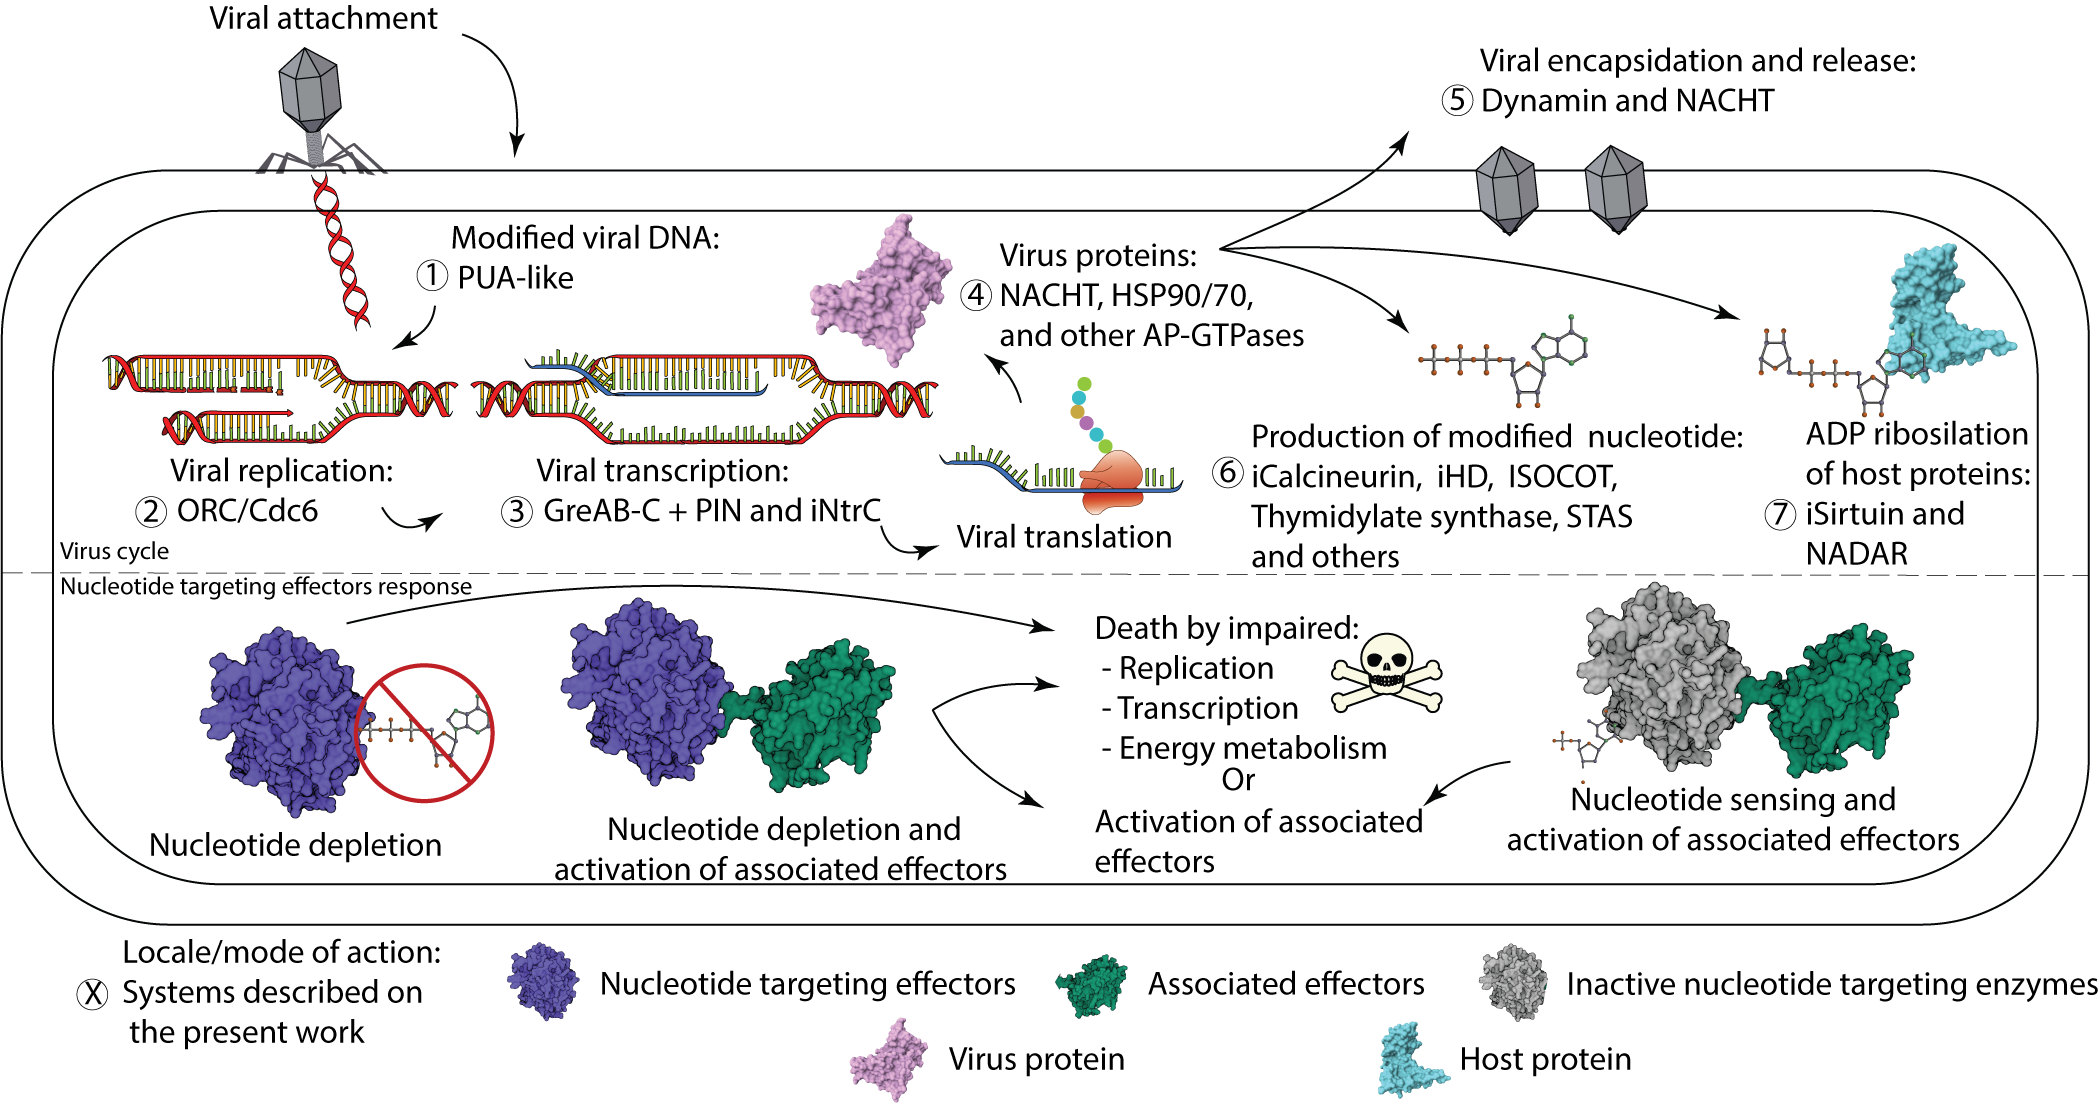 Viral attachment
Viral encapsidation and release:
5 Dynamin and NACHT
Modified viral DNA:
1 PUA-like
Virus proteins:
4 NACHT, HSP90/70,
and other AP-GTPases
Viral replication:
2 ORC/Cdc6
Viral transcription:
3 GreAB-C + PIN and iNtrC
Viral translation
Production of modified nucleotide:
6 iCalcineurin, iHD, ISOCOT,
Thymidylate synthase, STAS
and others
ADP ribosilation
of host proteins:
7 iSirtuin and
NADAR
Virus cycle
Nucleotide targeting effectors response
Nucleotide depletion
Nucleotide depletion and
activation of associated effectors
Death by impaired:
- Replication
- Transcription
- Energy metabolism
Or
Activation of associated
effectors
Nucleotide sensing and
activation of associated effectors
Locale/mode of action:
X Systems described on
the present work
Nucleotide targeting effectors
Associated effectors
Inactive nucleotide targeting enzymes
Virus protein
Host protein